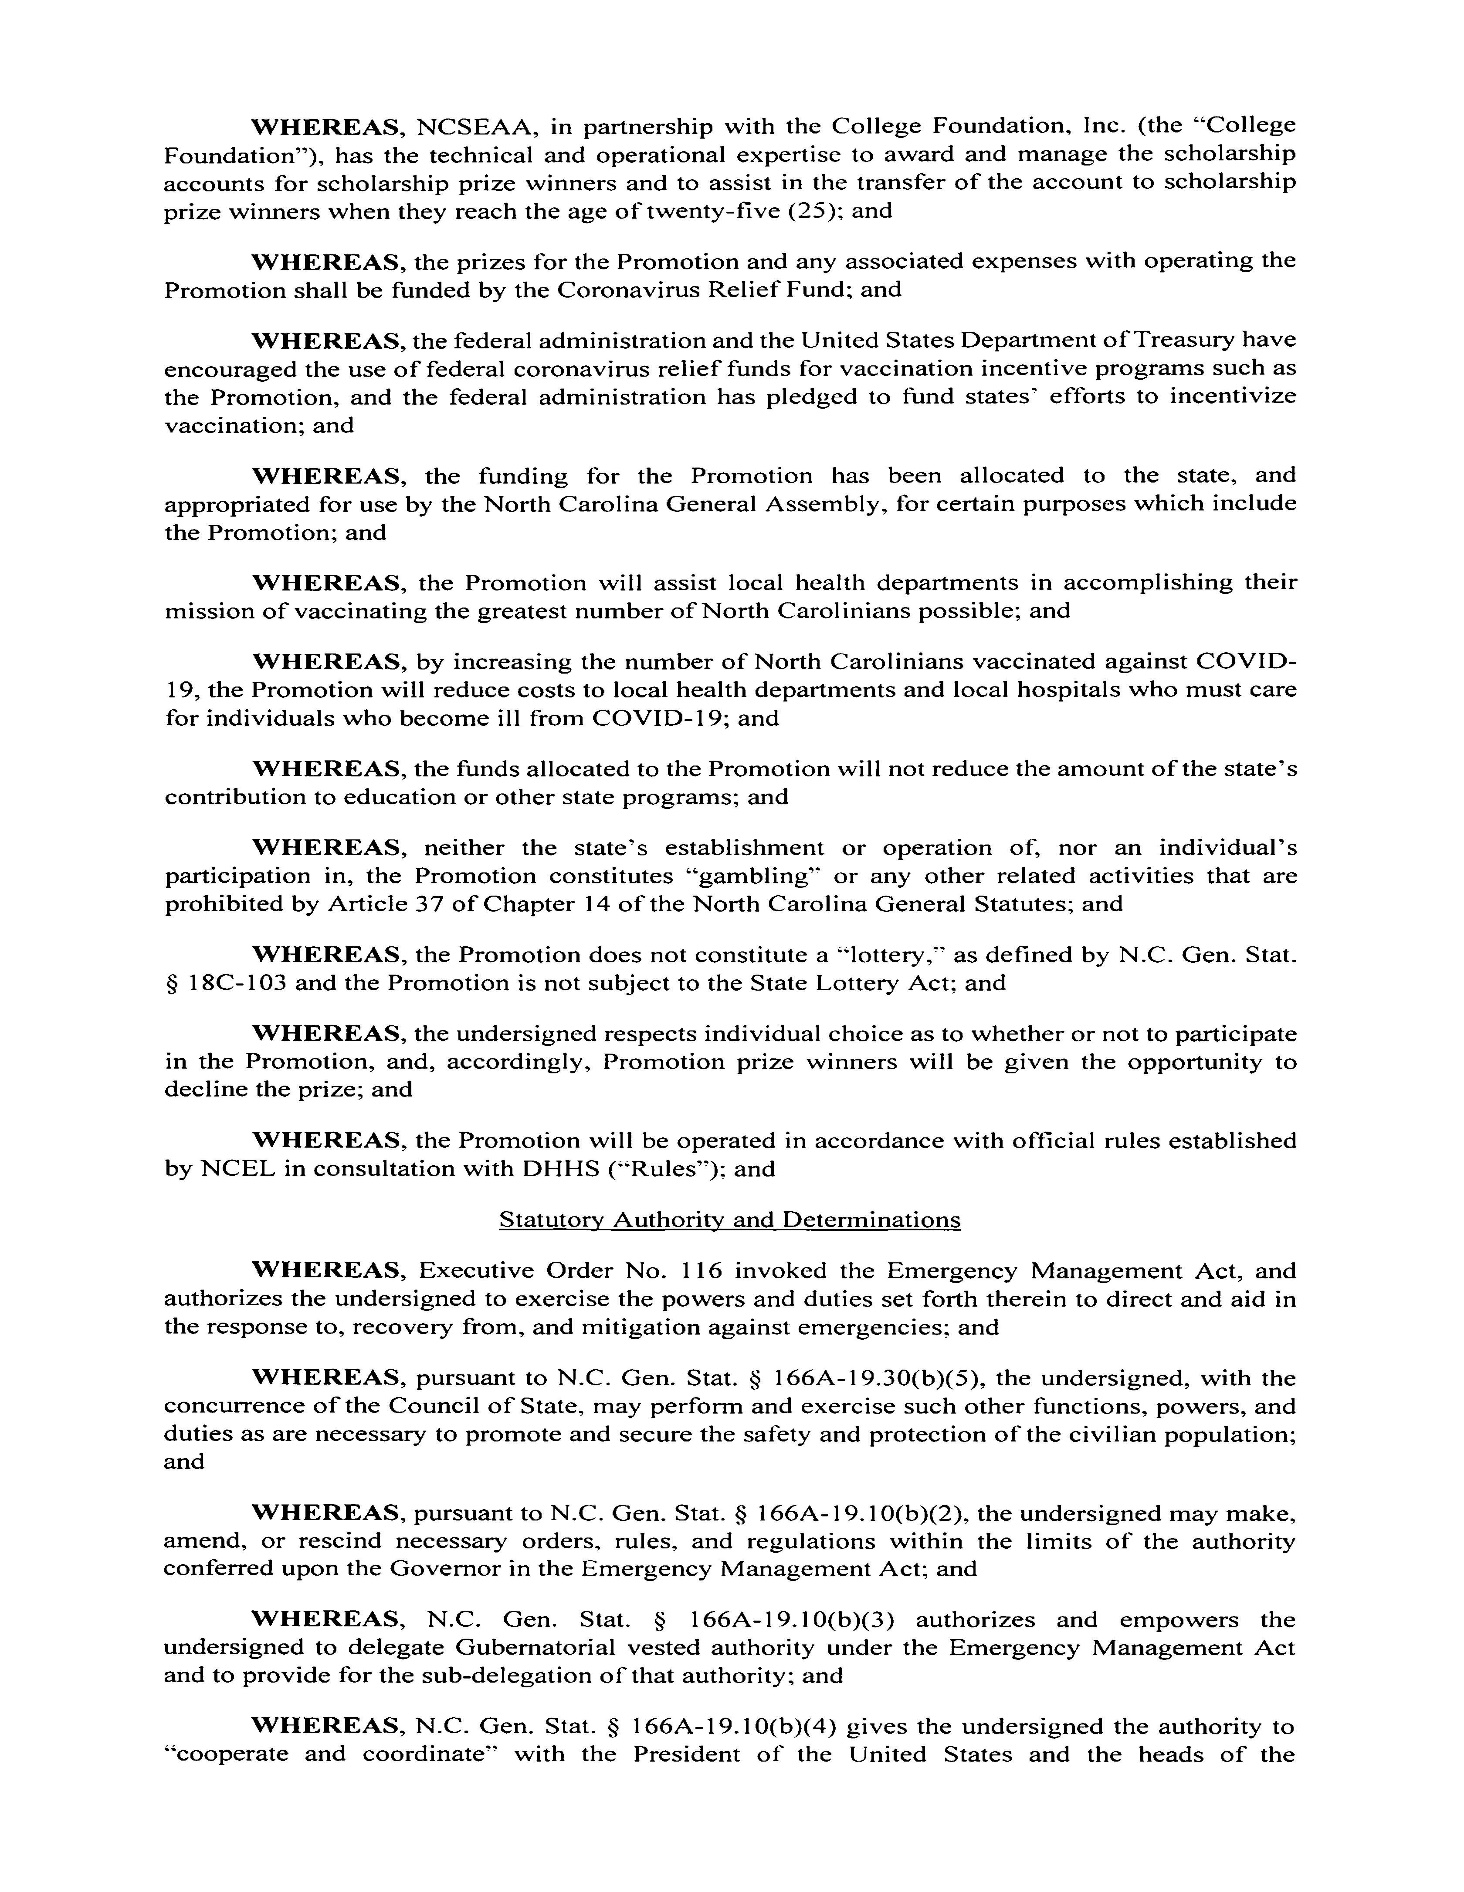 WHEREAS, NCSEAA, in partnership with the College Foundation, Inc. (the “College
Foundation”), has the technical and operational expertise to award and manage the scholarship
accounts for scholarship prize winners and to assist in the transfer of the account to scholarship
prize winners when they reach the age of twenty-five (25); and
WHEREAS, the prizes for the Promotion and any associated expenses with operating the
Promotion shall be funded by the Coronavirus Relief Fund; and
WHEREAS, the federal administration and the United States Department of Treasury have
encouraged the use of federal coronavirus relief funds for vaccination incentive programs such as
the Promotion, and the federal administration has pledged to fund states’ efforts to incentivize
vaccination; and
WHEREAS, the funding for the Promotion has been allocated to the state, and
appropriated for use by the North Carolina General Assembly, for certain purposes which include
the Promotion; and
WHEREAS, the Promotion will assist local health departments in accomplishing their
mission of vaccinating the greatest number of North Carolinians possible; and
WHEREAS, by increasing the number of North Carolinians vaccinated against COVID-
19, the Promotion will reduce costs to local health departments and local hospitals who must care
for individuals who become ill from COVID-19; and
WHEREAS, the funds allocated to the Promotion will not reduce the amount of the state’s
contribution to education or other state programs; and
WHEREAS, neither the state’s establishment or operation of, nor an individual’s
participation in, the Promotion constitutes “gambling” or any other related activities that are
prohibited by Article 37 of Chapter 14 of the North Carolina General Statutes; and
WHEREAS, the Promotion does not constitute a “lottery,” as defined by N.C. Gen. Stat.
§ 18C-103 and the Promotion is not subject to the State Lottery Act; and
WHEREAS, the undersigned respects individual choice as to whether or not to participate
in the Promotion, and, accordingly, Promotion prize winners will be given the opportunity to
decline the prize; and
WHEREAS, the Promotion will be operated in accordance with official rules established
by NCEL in consultation with DHHS (“Rules”); and
Statutory Authority and Determinations
WHEREAS, Executive Order No. 116 invoked the Emergency Management Act, and
authorizes the undersigned to exercise the powers and duties set forth therein to direct and aid in
the response to, recovery from, and mitigation against emergencies; and
WHEREAS, pursuant to N.C. Gen. Stat. § 166A-19.30(b)(5), the undersigned, with the
concurrence of the Council of State, may perform and exercise such other functions, powers, and
duties as are necessary to promote and secure the safety and protection of the civilian population;
and
WHEREAS, pursuant to N.C. Gen. Stat. § 166A-19.10(b)(2), the undersigned may make,
amend, or rescind necessary orders, rules, and regulations within the limits of the authority
conferred upon the Governor in the Emergency Management Act; and
WHEREAS, N.C. Gen. Stat. § 166A-19.10(b)(3) authorizes and empowers the
undersigned to delegate Gubernatorial vested authority under the Emergency Management Act
and to provide for the sub-delegation of that authority; and
WHEREAS, N.C. Gen. Stat. § 166A-19.10(b)(4) gives the undersigned the authority to
“cooperate and coordinate” with the President of the United States and the heads of the